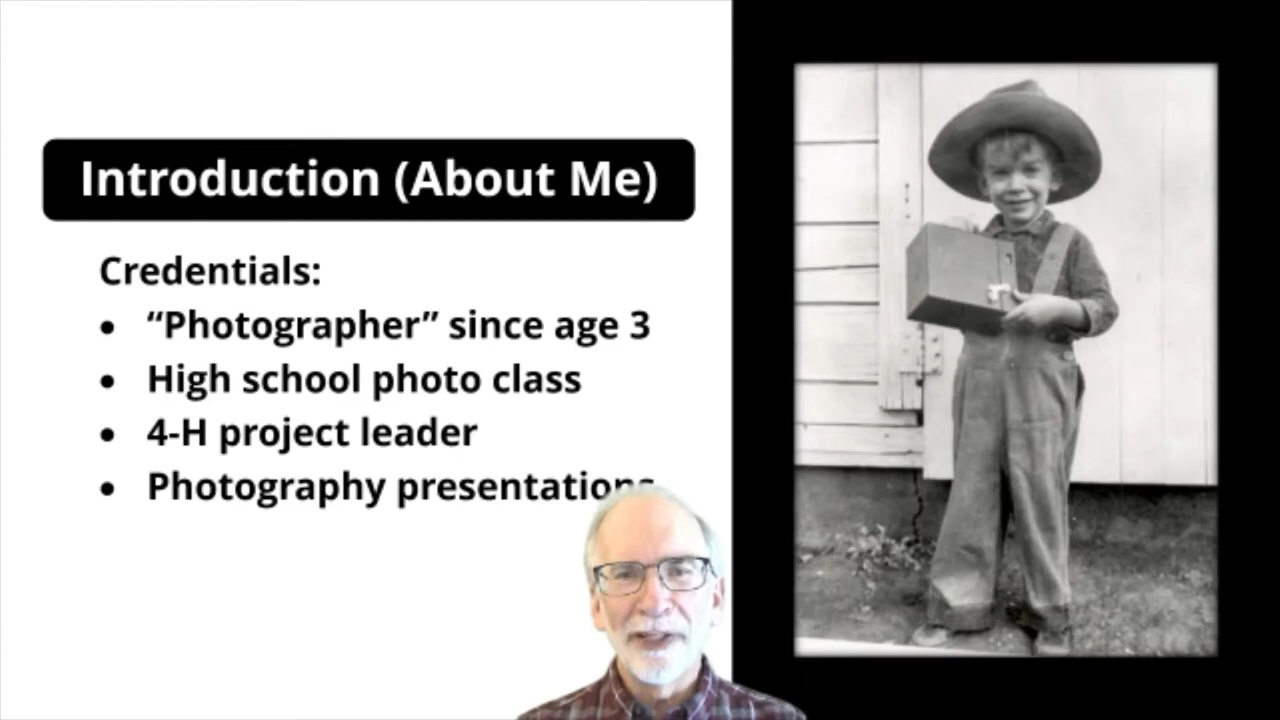 Introduction (About Me)
Credentials:
• “Photographer” since age 3
• High school photo class
• 4-H project leader
• Photography presentations